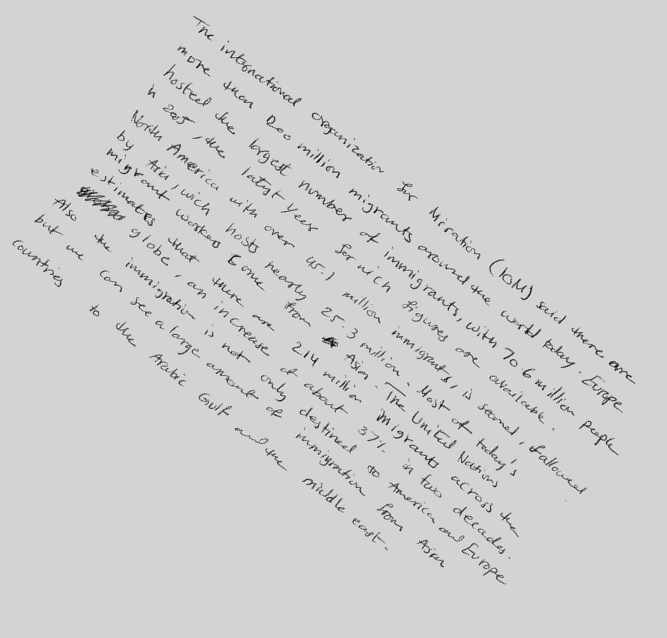 The international organization for Migration (IOM) said there are
more than 200 million migrants around the world today. Europe
hosted the largest number of immigrants, with 70.6 million people
in 2005, the latest year for wich figures are available.
North America with over 45.1 million immigrants, is second, followed
by Asia, wich hosts nearly 25.3 million. Most of today's
migrant workers come from Asia. The United Nations
estimates that there are 214 million migrants across the
globe, an increase of about 37% in two decades.
Also the immigration is not only destined to America and Europe
but we can see a large amount of immigration from Asian
countries to the Arabic Gulf and the middle east.